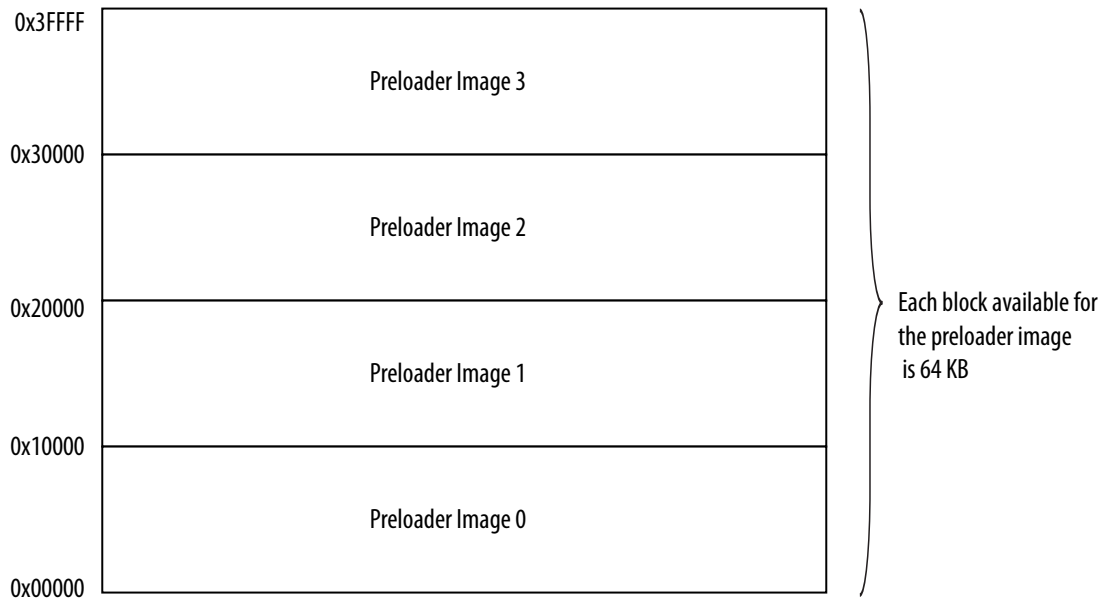 0x3FFFF
Preloader Image 3
0x30000
Preloader Image 2
0x20000
Preloader Image 1
0x10000
Preloader Image 0
0x00000
Each block available for
the preloader image
is 64 KB